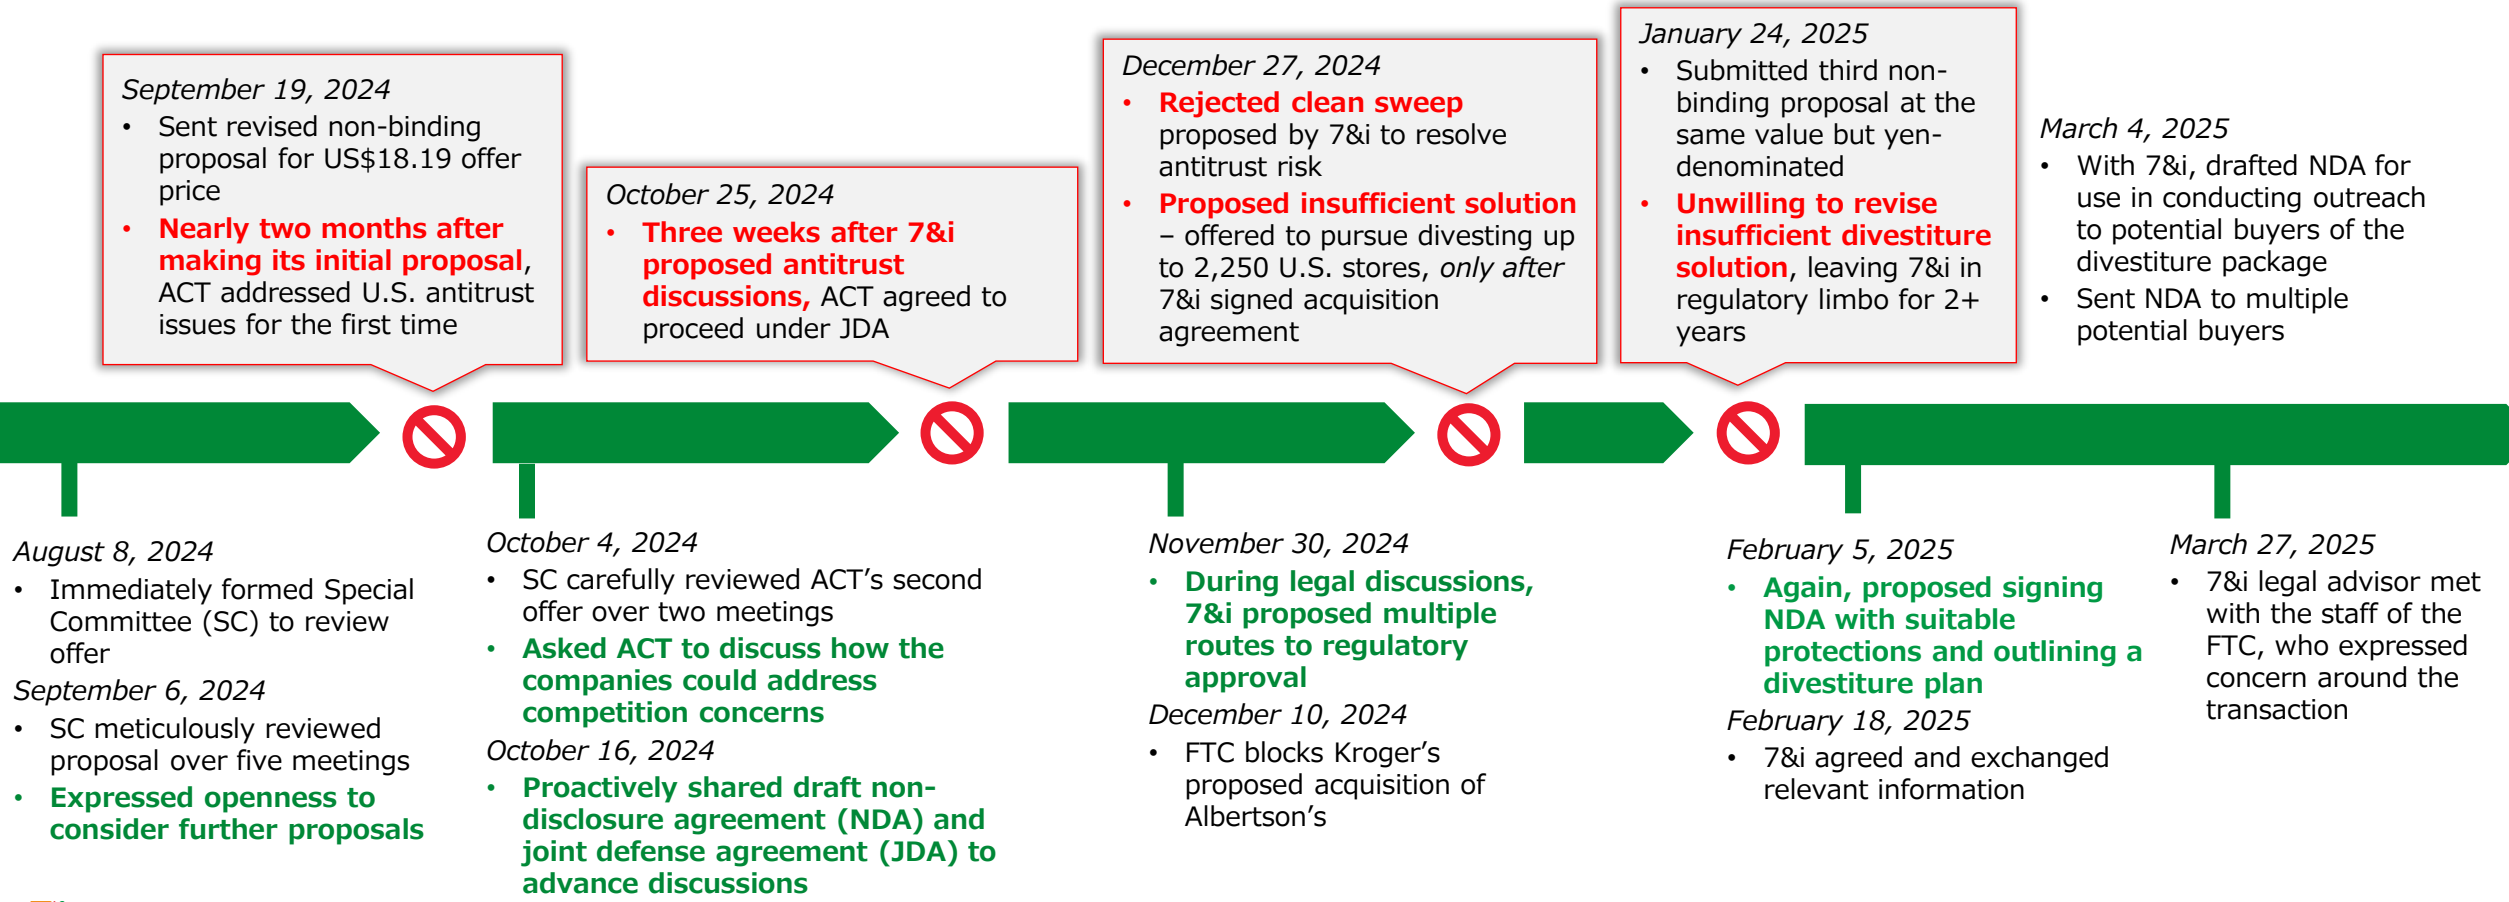 September 19, 2024
• Sent revised non-binding
proposal for US$18.19 offer
price
• Nearly two months after
making its initial proposal,
ACT addressed U.S. antitrust
issues for the first time
October 25, 2024
• Three weeks after 7&i
proposed antitrust
discussions, ACT agreed to
proceed under JDA
December 27, 2024
• Rejected clean sweep
proposed by 7&i to resolve
antitrust risk
• Proposed insufficient solution
– offered to pursue divesting up
to 2,250 U.S. stores, only after
7&i signed acquisition
agreement
January 24, 2025
• Submitted third non-
binding proposal at the
same value but yen-
denominated
• Unwilling to revise
insufficient divestiture
solution, leaving 7&i in
regulatory limbo for 2+
years
March 4, 2025
• With 7&i, drafted NDA for
use in conducting outreach
to potential buyers of the
divestiture package
• Sent NDA to multiple
potential buyers
August 8, 2024
• Immediately formed Special
Committee (SC) to review
offer
September 6, 2024
• SC meticulously reviewed
proposal over five meetings
• Expressed openness to
consider further proposals
October 4, 2024
• SC carefully reviewed ACT’s second
offer over two meetings
• Asked ACT to discuss how the
companies could address
competition concerns
October 16, 2024
• Proactively shared draft non-
disclosure agreement (NDA) and
joint defense agreement (JDA) to
advance discussions
November 30, 2024
• During legal discussions,
7&i proposed multiple
routes to regulatory
approval
December 10, 2024
• FTC blocks Kroger’s
proposed acquisition of
Albertson’s
February 5, 2025
• Again, proposed signing
NDA with suitable
protections and outlining a
divestiture plan
February 18, 2025
• 7&i agreed and exchanged
relevant information
March 27, 2025
• 7&i legal advisor met
with the staff of the
FTC, who expressed
concern around the
transaction